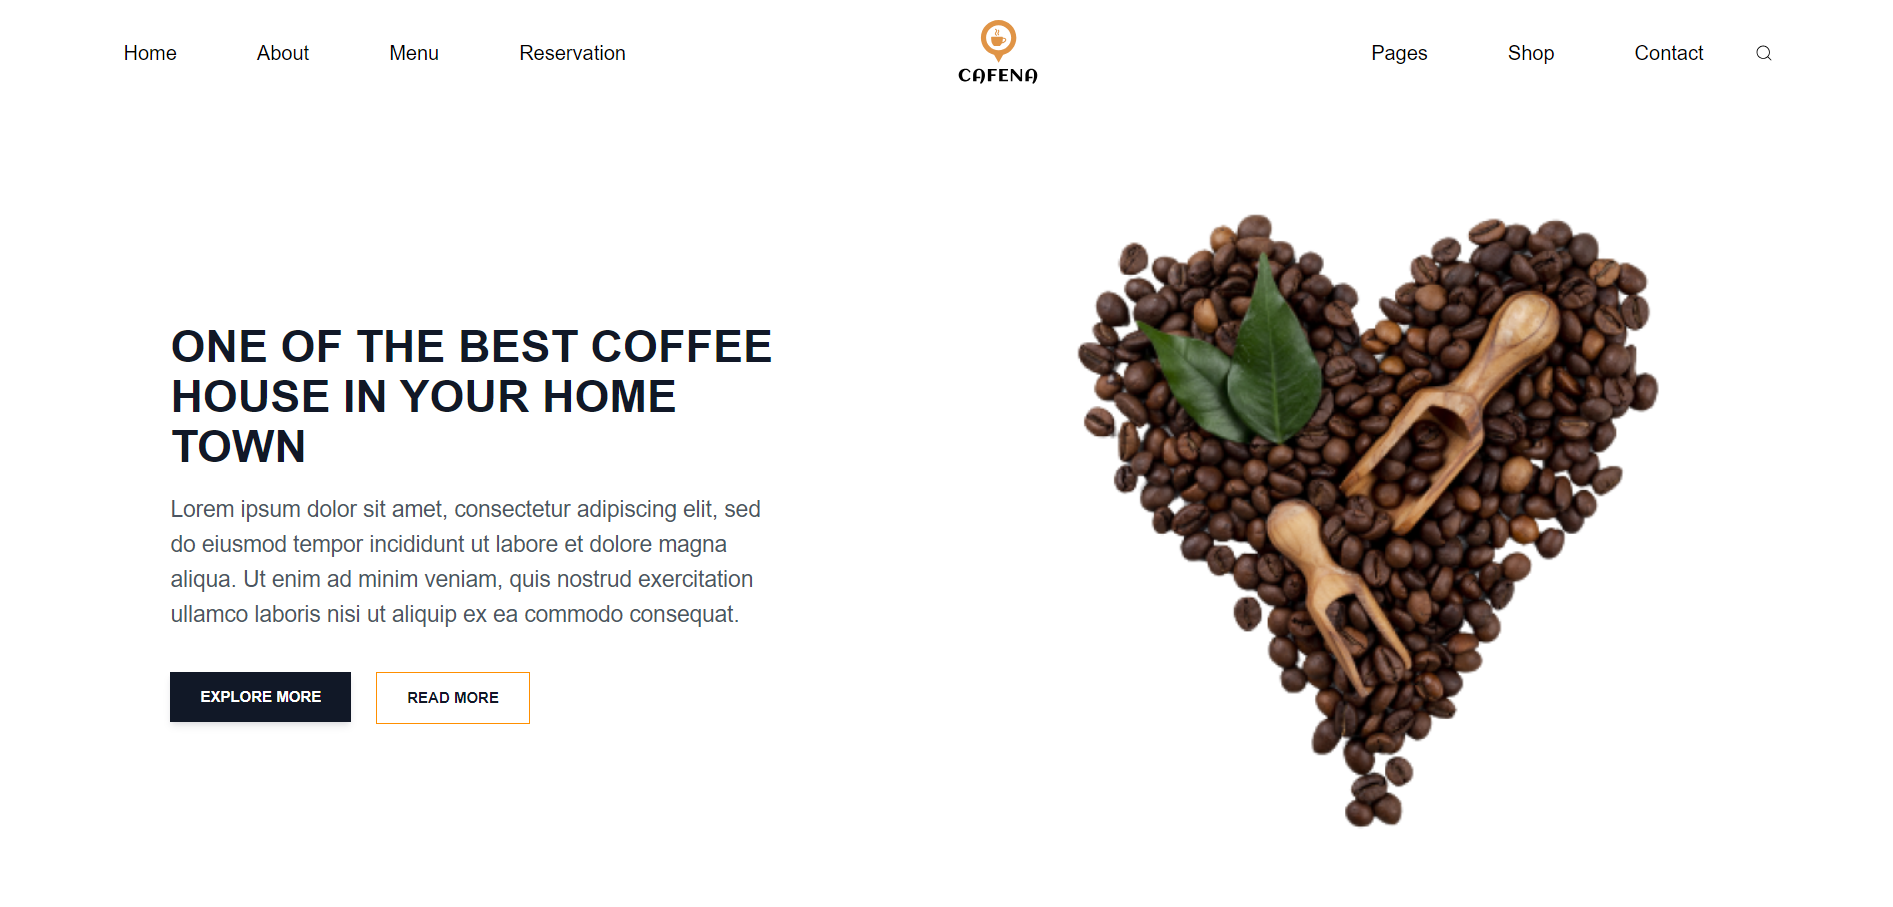 Home About Menu Reservation
CAFENA
Pages Shop Contact
ONE OF THE BEST COFFEE
HOUSE IN YOUR HOME
TOWN
Lorem ipsum dolor sit amet, consectetur adipiscing elit, sed
do eiusmod tempor incididunt ut labore et dolore magna
aliqua. Ut enim ad minim veniam, quis nostrud exercitation
ullamco laboris nisi ut aliquip ex ea commodo consequat.
EXPLORE MORE
READ MORE